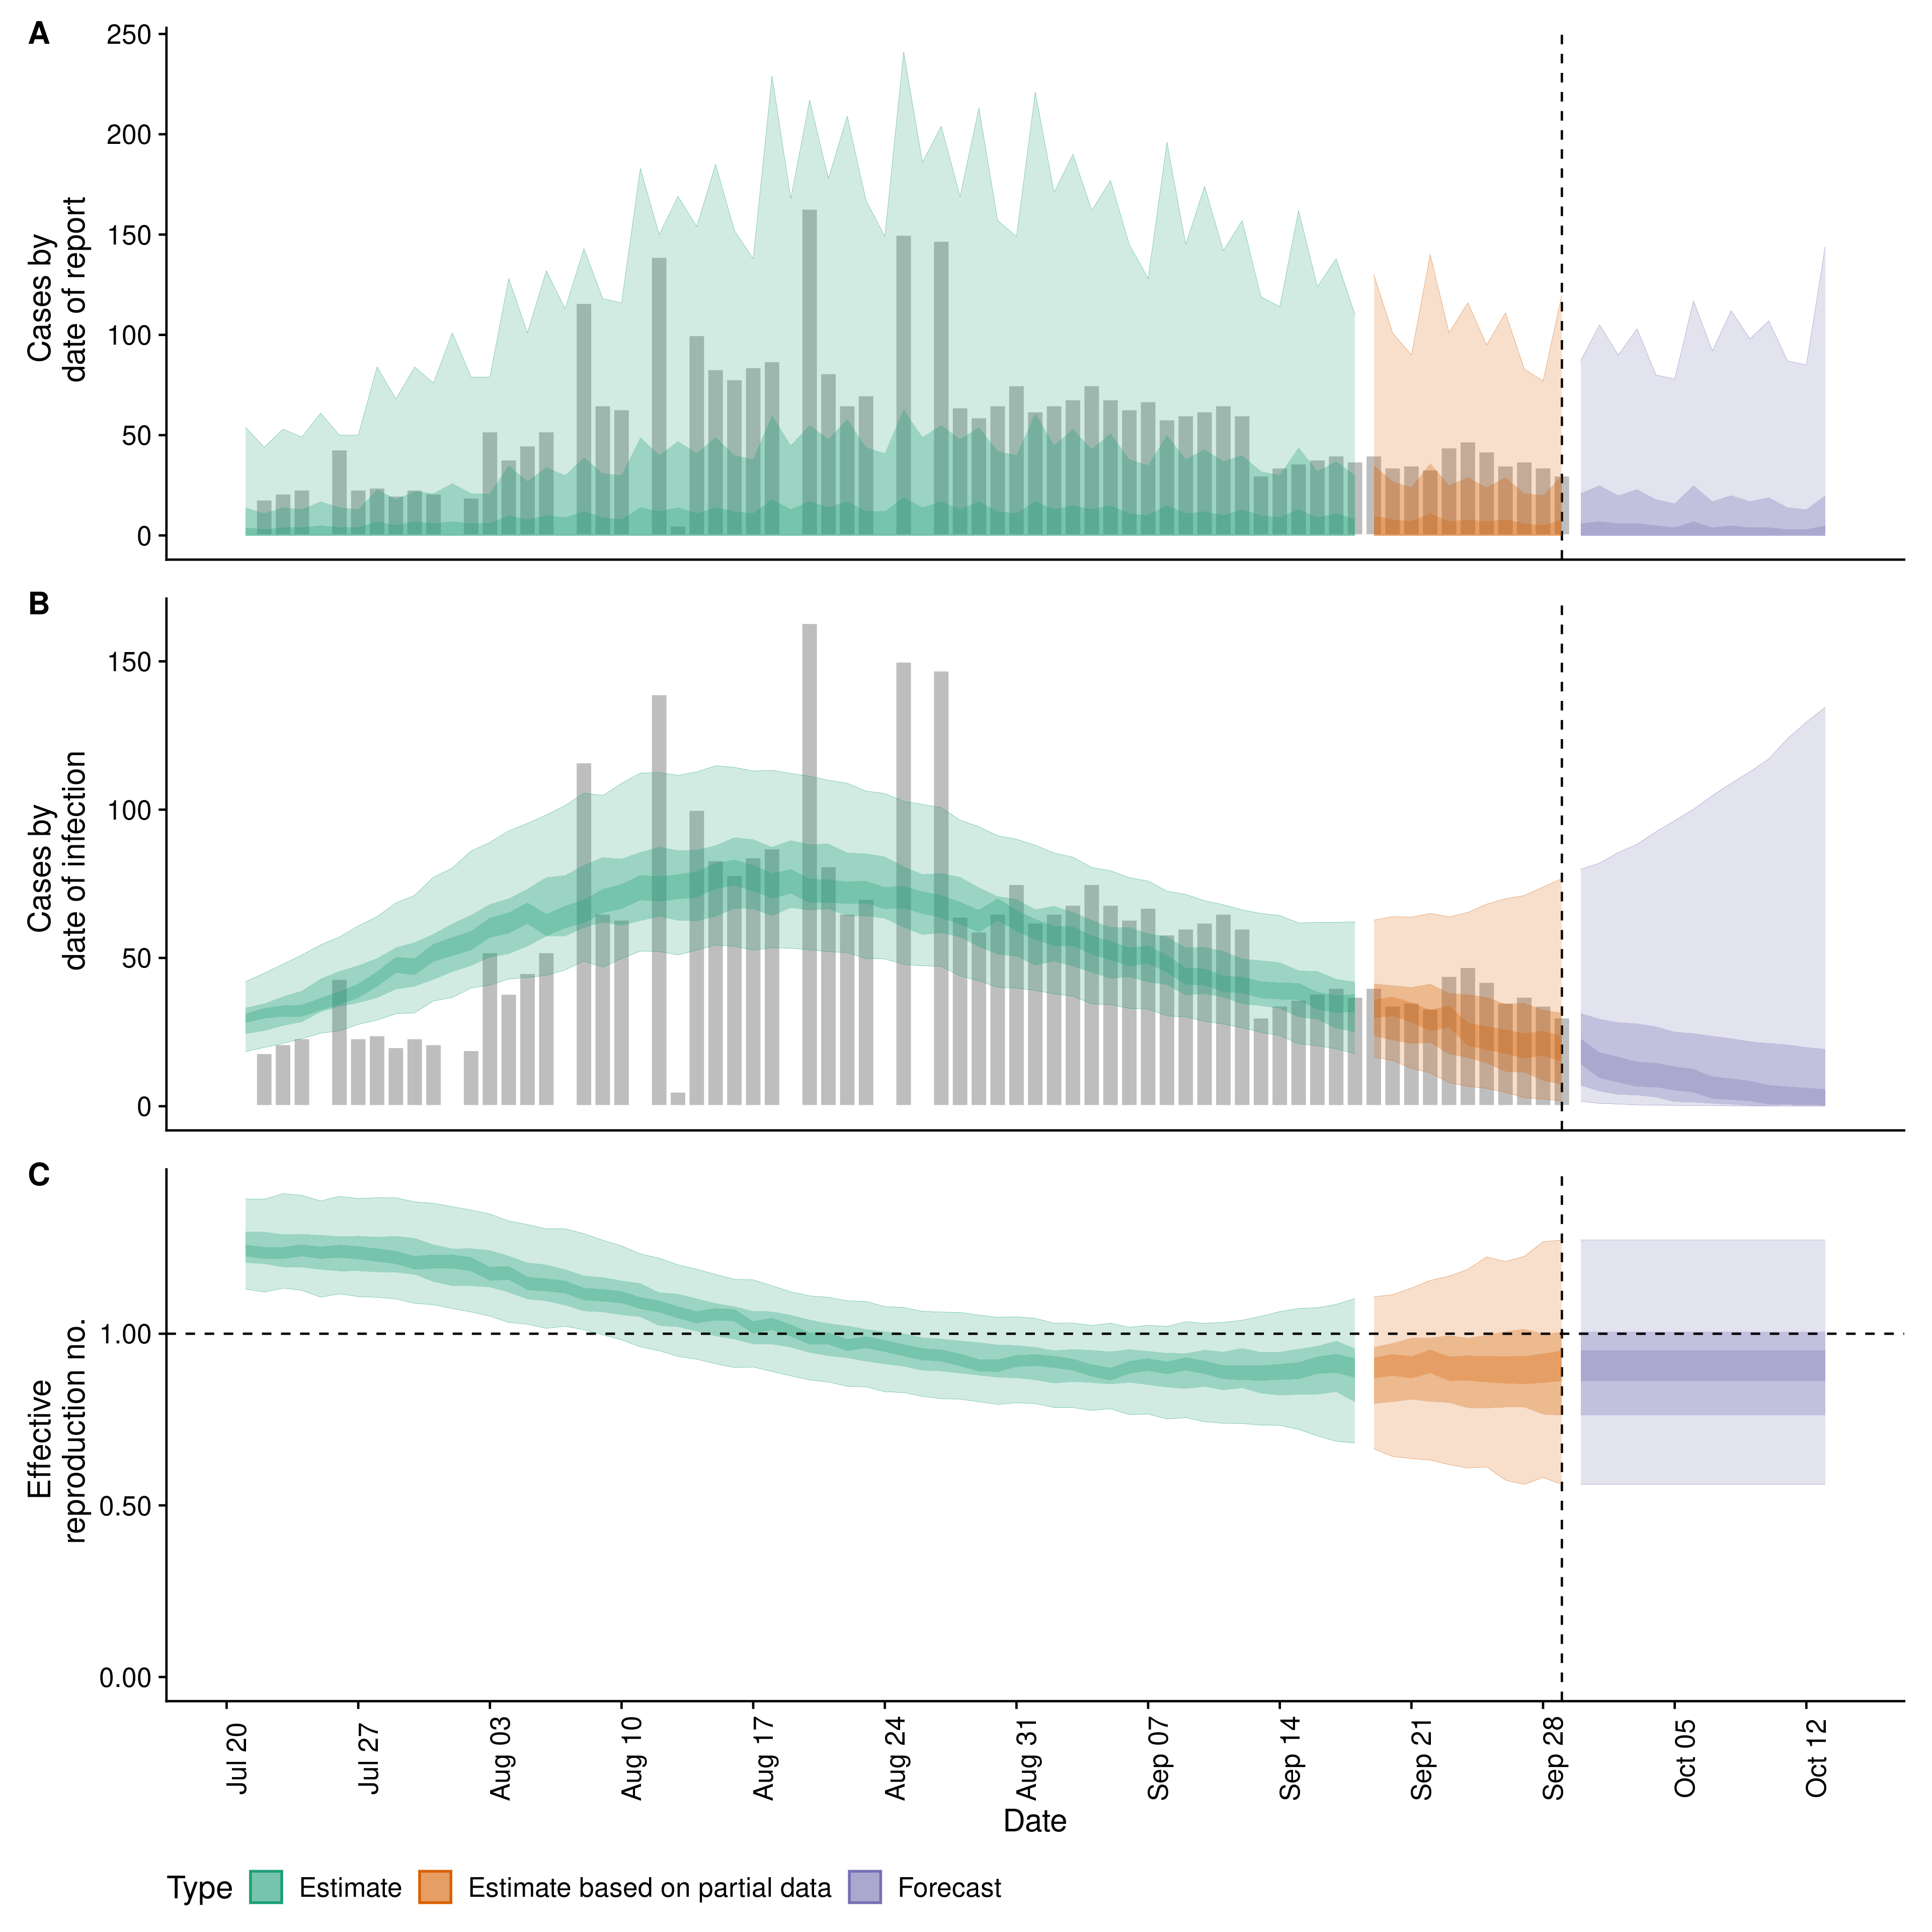 A
250
200
150
100
50
0
Cases by
date of report
B
150
100
50
0
Cases by
date of infection
C
1.00
0.50
0.00
Effective
reproduction no.
Jul 20
Jul 27
Aug 03
Aug 10
Aug 17
Aug 24
Aug 31
Sep 07
Sep 14
Sep 21
Sep 28
Oct 05
Oct 12
Date
Type Estimate Estimate based on partial data Forecast